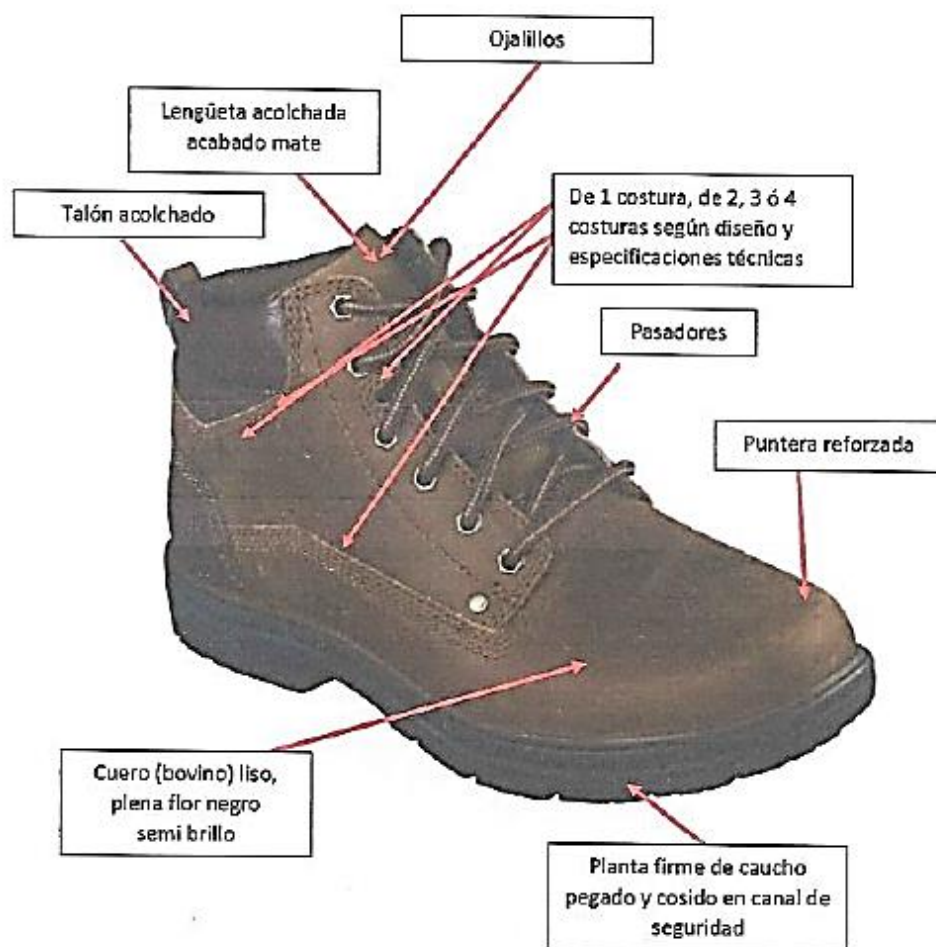 Ojalillos
Lengüeta acolchada
acabado mate
Talón acolchado
De 1 costura, de 2, 3 ó 4
costuras según diseño y
especificaciones técnicas
Pasadores
Puntera reforzada
Cuero (bovino) liso,
plena flor negro
semi brillo
Planta firme de caucho
pegado y cosido en canal de
seguridad